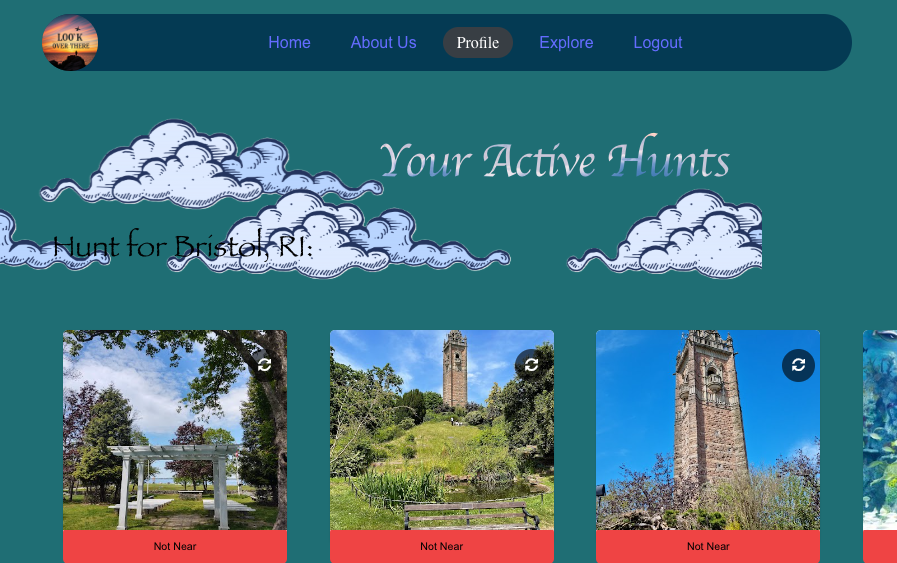 LOO'K
OVER THERE
Home About Us Profile Explore Logout
Your Active Hunts
Hunt for Bristol, RI:
Not Near Not Near Not Near